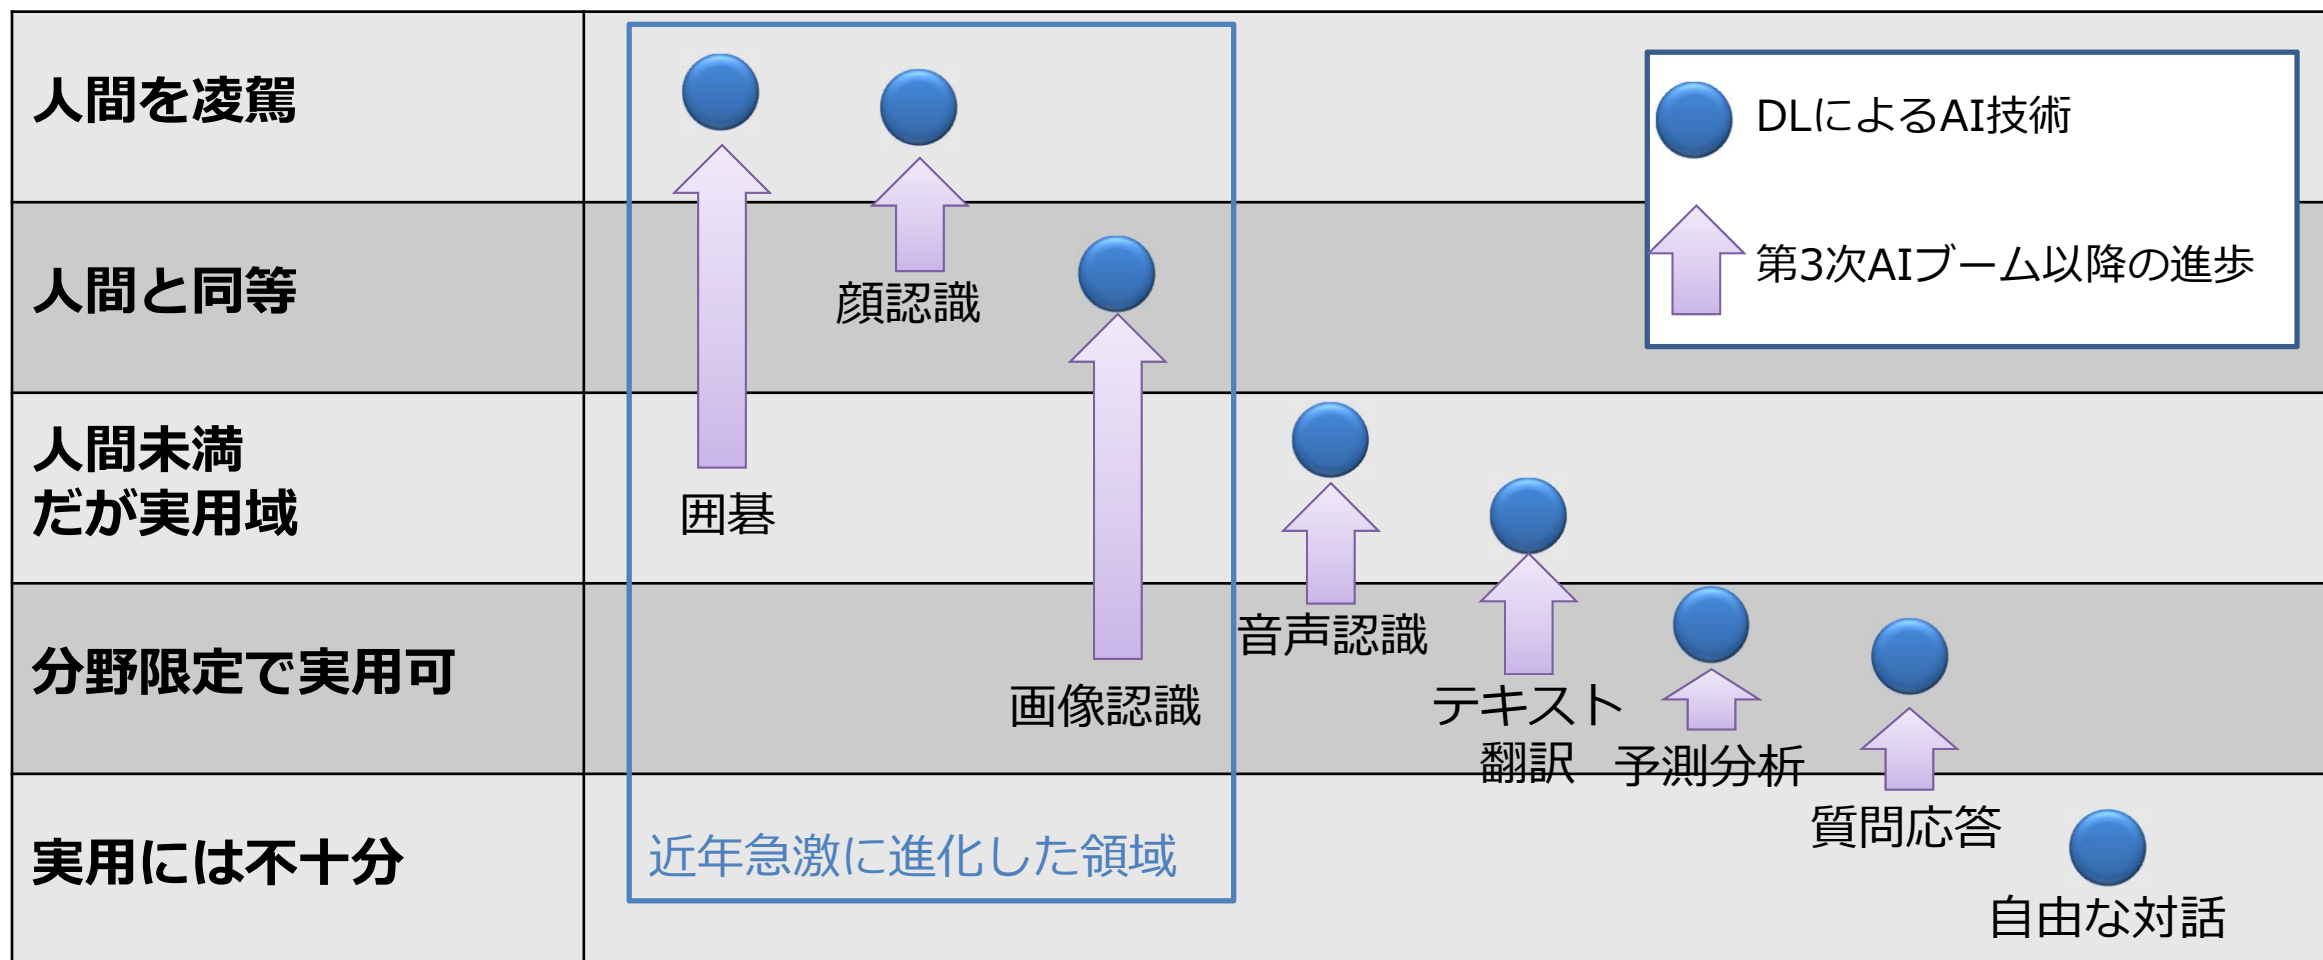 人間を凌駕
DLによるAI技術
第3次AIブーム以降の進歩
人間と同等
顔認識
人間未満
だが実用域
囲碁
音声認識
分野限定で実用可
画像認識
テキスト
翻訳
予測分析
質問応答
実用には不十分
近年急激に進化した領域
自由な対話